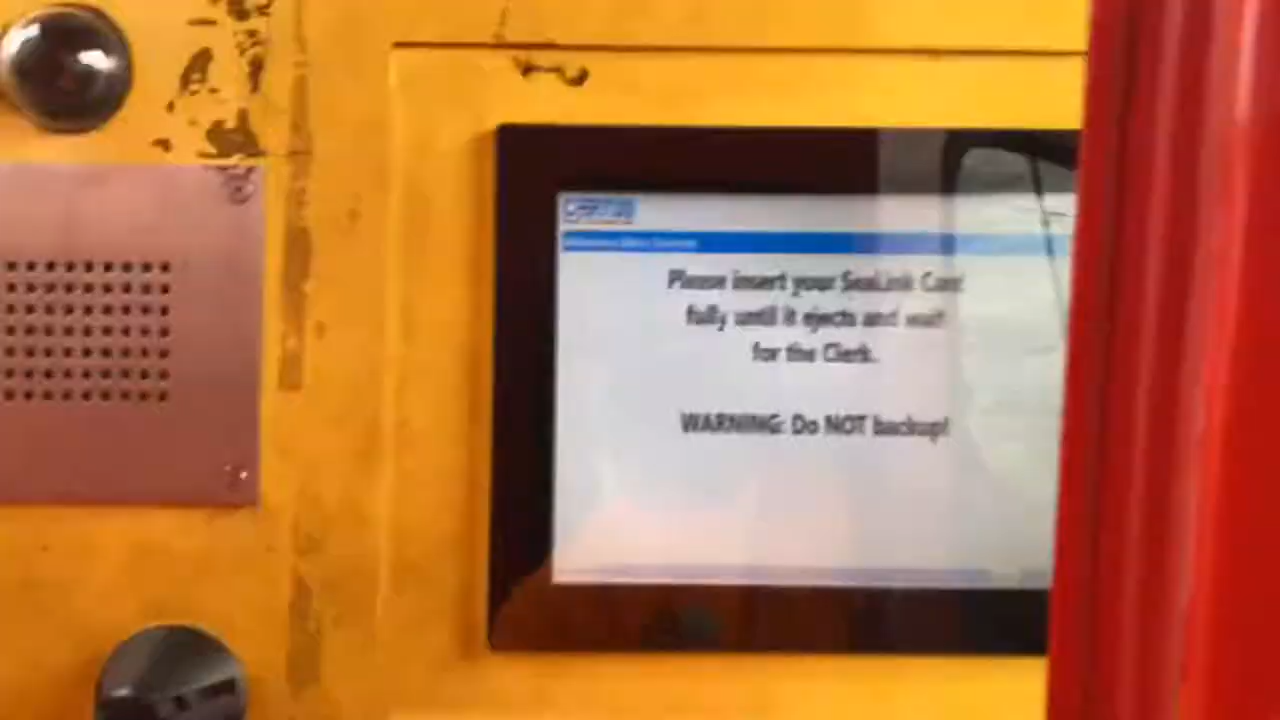 Please insert your SeaLink Card
fully until it ejects and wait
for the Clerk.
WARNING: Do NOT backup!